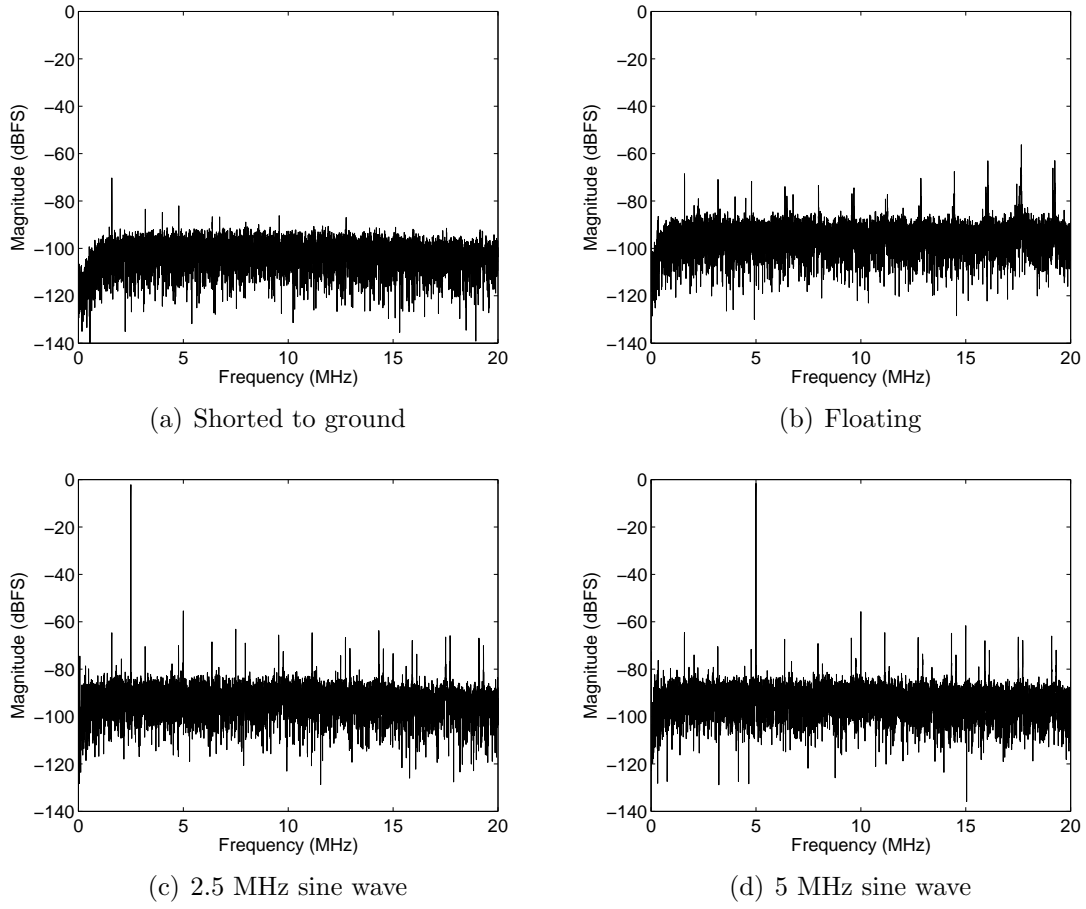 0
−20
−40
−60
−80
−100
−120
−140
0 5 10 15 20
Magnitude (dBFS)
Frequency (MHz)
(a) Shorted to ground
0
−20
−40
−60
−80
−100
−120
−140
0 5 10 15 20
Magnitude (dBFS)
Frequency (MHz)
(b) Floating
0
−20
−40
−60
−80
−100
−120
−140
0 5 10 15 20
Magnitude (dBFS)
Frequency (MHz)
(c) 2.5 MHz sine wave
0
−20
−40
−60
−80
−100
−120
−140
0 5 10 15 20
Magnitude (dBFS)
Frequency (MHz)
(d) 5 MHz sine wave